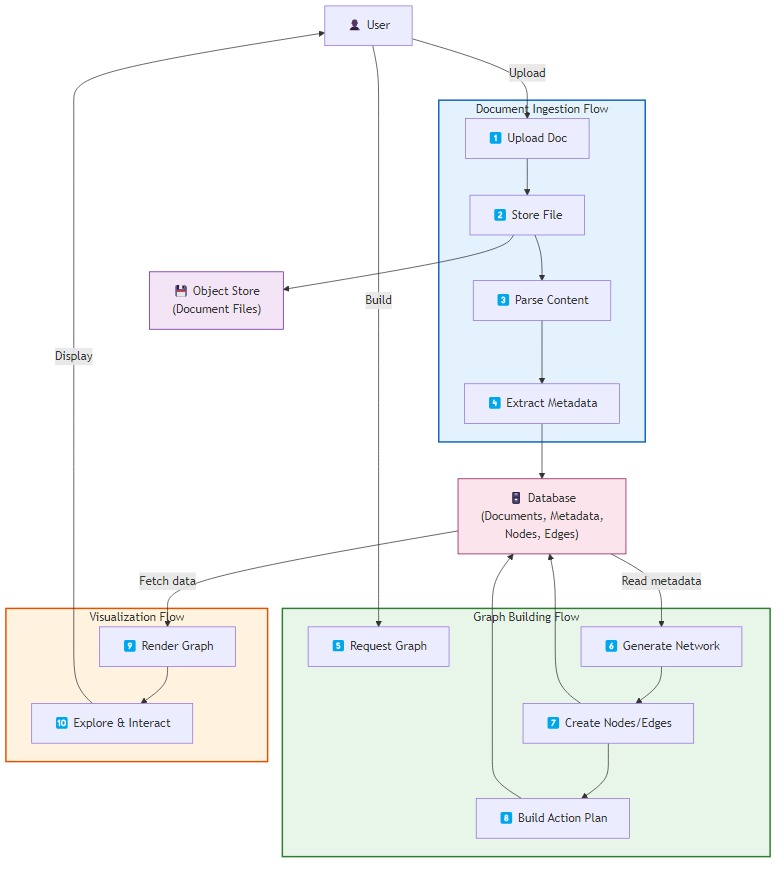 👤 User
Upload
Document Ingestion Flow
1️⃣ Upload Doc
2️⃣ Store File
💾 Object Store
(Document Files)
3️⃣ Parse Content
Build
Display
4️⃣ Extract Metadata
🗄️ Database
(Documents, Metadata,
Nodes, Edges)
Fetch data
Read metadata
Visualization Flow
Graph Building Flow
9️⃣ Render Graph
5️⃣ Request Graph
6️⃣ Generate Network
🔟 Explore & Interact
7️⃣ Create Nodes/Edges
8️⃣ Build Action Plan